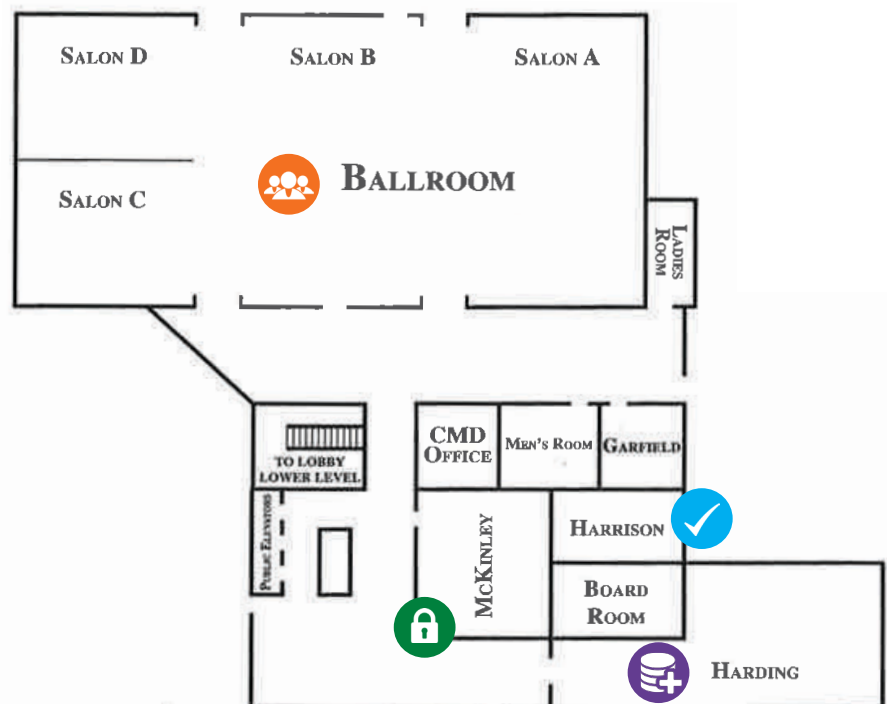 SALON D
SALON B
SALON A
BALLROOM
SALON C
LADIES
ROOM
CMD
OFFICE
MEN'S ROOM
GARFIELD
TO LOBBY
LOWER LEVEL
PUBLIC ELEVATORS
MCKINLEY
HARRISON
BOARD
ROOM
HARDING